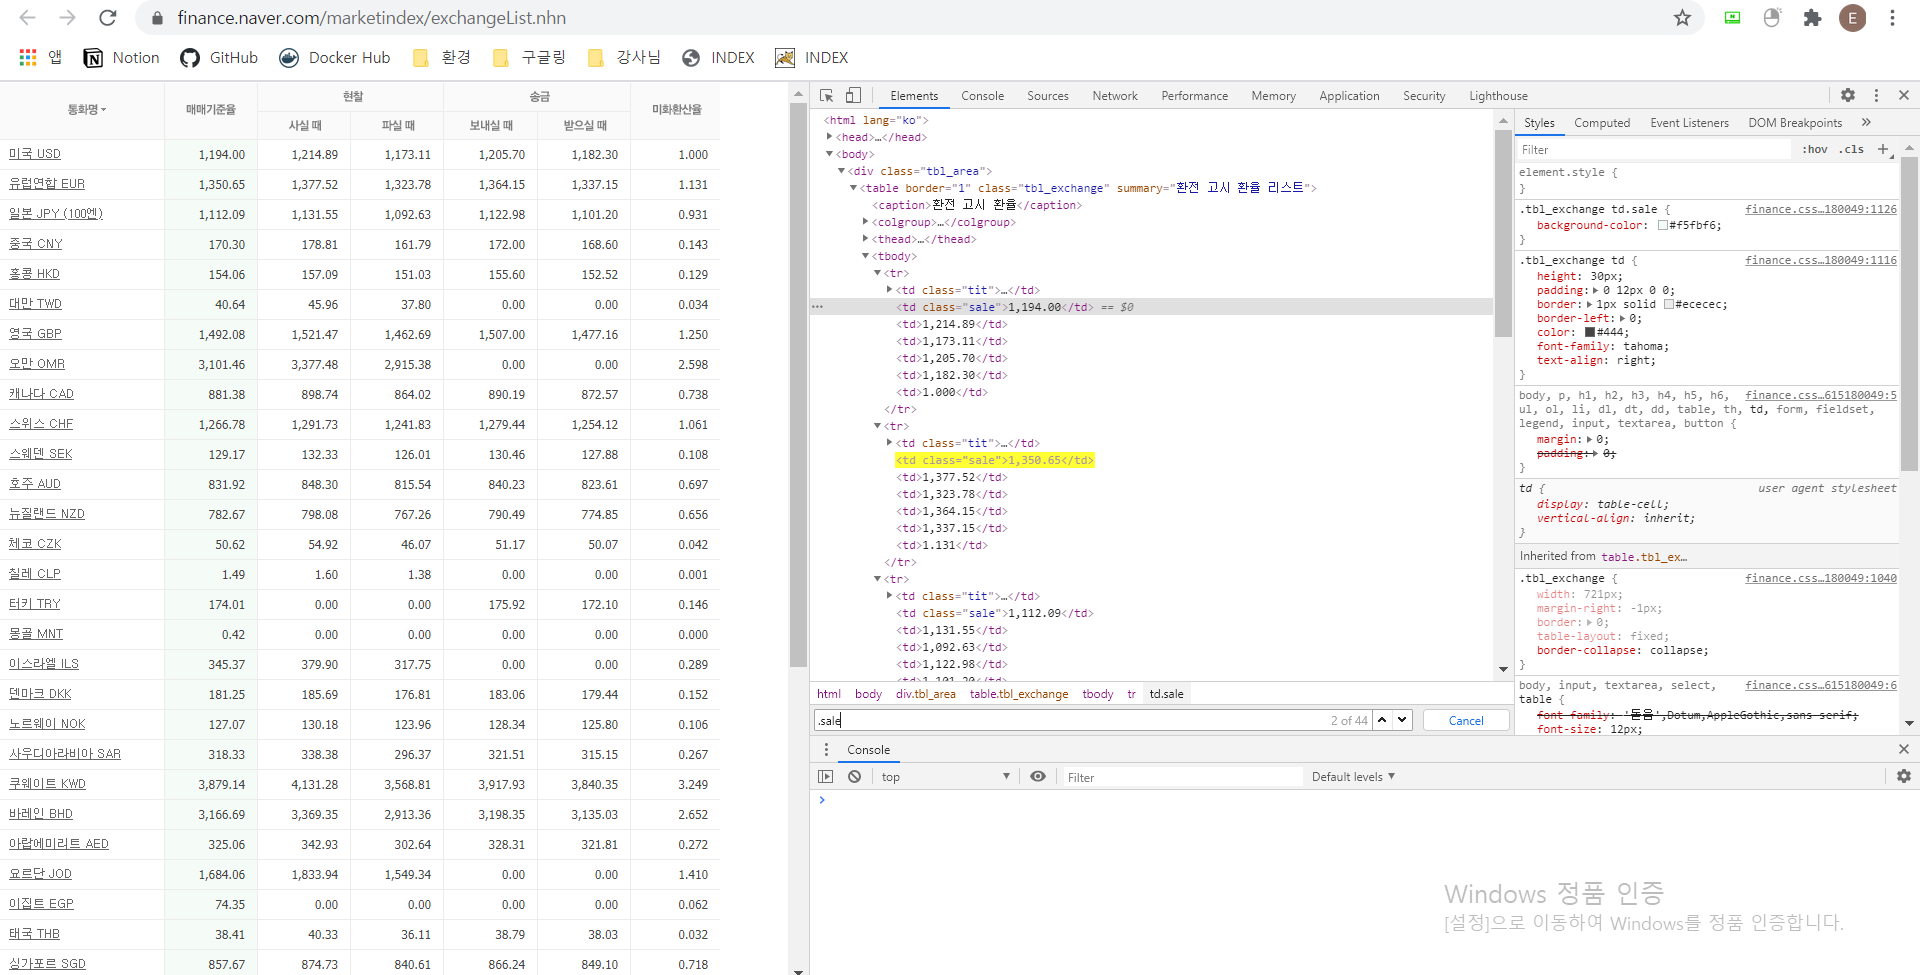 finance.naver.com/marketindex/exchangeList.nhn
E
앱 Notion GitHub Docker Hub 환경 구글링 강사님 INDEX INDEX
통화명 매매기준율 현찰 송금 미화환산율
사실 때 파실 때 보내실 때 받으실 때
미국 USD 1,194.00 1,214.89 1,173.11 1,205.70 1,182.30 1.000
유럽연합 EUR 1,350.65 1,377.52 1,323.78 1,364.15 1,337.15 1.131
일본 JPY (100엔) 1,112.09 1,131.55 1,092.63 1,122.98 1,101.20 0.931
중국 CNY 170.30 178.81 161.79 172.00 168.60 0.143
홍콩 HKD 154.06 157.09 151.03 155.60 152.52 0.129
대만 TWD 40.64 45.96 37.80 0.00 0.00 0.034
영국 GBP 1,492.08 1,521.47 1,462.69 1,507.00 1,477.16 1.250
오만 OMR 3,101.46 3,377.48 2,915.38 0.00 0.00 2.598
캐나다 CAD 881.38 898.74 864.02 890.19 872.57 0.738
스위스 CHF 1,266.78 1,291.73 1,241.83 1,279.44 1,254.12 1.061
스웨덴 SEK 129.17 132.33 126.01 130.46 127.88 0.108
호주 AUD 831.92 848.30 815.54 840.23 823.61 0.697
뉴질랜드 NZD 782.67 798.08 767.26 790.49 774.85 0.656
체코 CZK 50.62 54.92 46.07 51.17 50.07 0.042
칠레 CLP 1.49 1.60 1.38 0.00 0.00 0.001
터키 TRY 174.01 0.00 0.00 175.92 172.10 0.146
몽골 MNT 0.42 0.00 0.00 0.00 0.00 0.000
이스라엘 ILS 345.37 379.90 317.75 0.00 0.00 0.289
덴마크 DKK 181.25 185.69 176.81 183.06 179.44 0.152
노르웨이 NOK 127.07 130.18 123.96 128.34 125.80 0.106
사우디아라비아 SAR 318.33 338.38 296.37 321.51 315.15 0.267
쿠웨이트 KWD 3,879.14 4,131.28 3,568.81 3,917.93 3,840.35 3.249
바레인 BHD 3,166.69 3,369.35 2,913.36 3,198.35 3,135.03 2.652
아랍에미리트 AED 325.06 342.93 302.64 328.31 321.81 0.272
요르단 JOD 1,684.06 1,833.94 1,549.34 0.00 0.00 1.410
이집트 EGP 74.35 0.00 0.00 0.00 0.00 0.062
태국 THB 38.41 40.33 36.11 38.79 38.03 0.032
싱가포르 SGD 857.67 874.73 840.61 866.24 849.10 0.718
Elements Console Sources Network Performance Memory Application Security Lighthouse
<html lang="ko">
<head>…</head>
<body>
<div class="tbl_area">
<table border="1" class="tbl_exchange" summary="환전 고시 환율 리스트">
<caption>환전 고시 환율</caption>
<colgroup>…</colgroup>
<thead>…</thead>
<tbody>
<tr>
<td class="tit">…</td>
<td class="sale">1,194.00</td> == $0
<td>1,214.89</td>
<td>1,173.11</td>
<td>1,205.70</td>
<td>1,182.30</td>
<td>1.000</td>
</tr>
<tr>
<td class="tit">…</td>
<td class="sale">1,350.65</td>
<td>1,377.52</td>
<td>1,323.78</td>
<td>1,364.15</td>
<td>1,337.15</td>
<td>1.131</td>
</tr>
<tr>
<td class="tit">…</td>
<td class="sale">1,112.09</td>
<td>1,131.55</td>
<td>1,092.63</td>
<td>1,122.98</td>
<td>1,101.20</td>
html body div.tbl_area table.tbl_exchange tbody tr td.sale
.sale 2 of 44 Cancel
Styles Computed Event Listeners DOM Breakpoints »
Filter :hov .cls +
element.style {
}
.tbl_exchange td.sale { finance.css…180049:1126
background-color: #f5fbf6;
}
.tbl_exchange td { finance.css…180049:1116
height: 30px;
padding: 0 12px 0 0;
border: 1px solid #ececec;
border-left: 0;
color: #444;
font-family: tahoma;
text-align: right;
}
body, p, h1, h2, h3, h4, h5, h6, finance.css…615180049:5
ul, ol, li, dl, dt, dd, table, th, td, form, fieldset,
legend, input, textarea, button {
margin: 0;
padding: 0;
}
td { user agent stylesheet
display: table-cell;
vertical-align: inherit;
}
Inherited from table.tbl_ex…
.tbl_exchange { finance.css…180049:1040
width: 721px;
margin-right: -1px;
border: 0;
table-layout: fixed;
border-collapse: collapse;
}
body, input, textarea, select, finance.css…615180049:6
table {
font-family: '돋움',Dotum,AppleGothic,sans-serif;
font-size: 12px;
Console
top Filter Default levels
Windows 정품 인증
[설정]으로 이동하여 Windows를 정품 인증합니다.